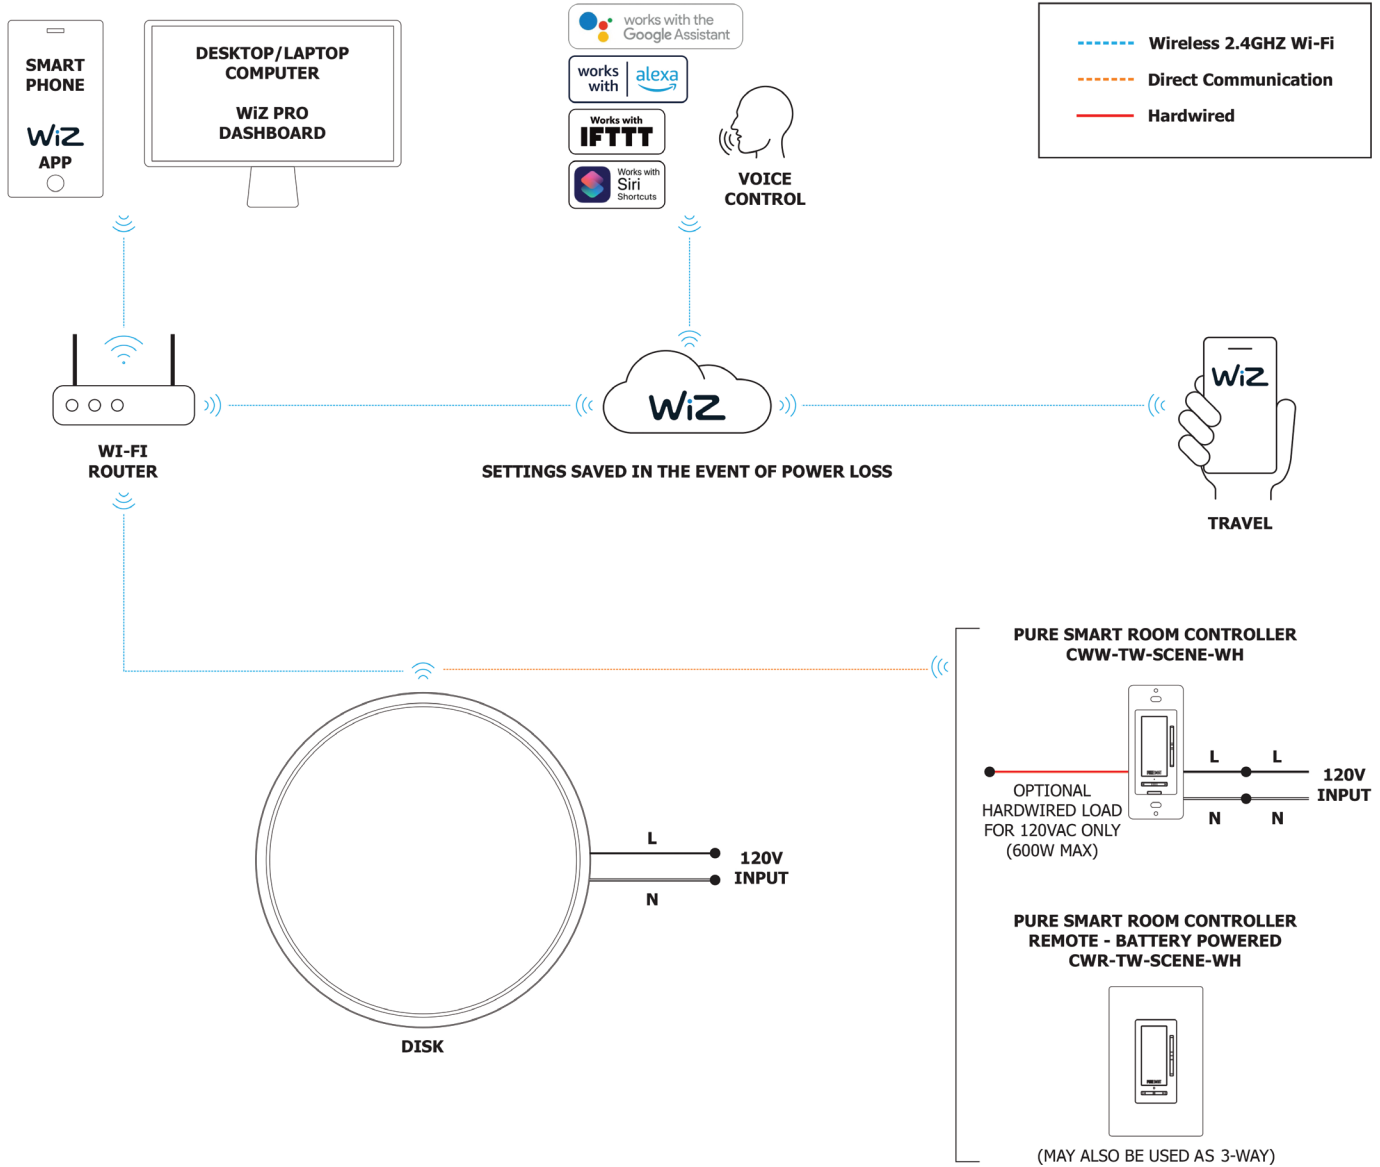 SMART
PHONE
WiZ
APP
DESKTOP/LAPTOP
COMPUTER
WiZ PRO
DASHBOARD
works with the
Google Assistant
works
with
alexa
Works with
IFTTT
Works with
Siri
Shortcuts
VOICE
CONTROL
Wireless 2.4GHZ Wi-Fi
Direct Communication
Hardwired
WI-FI
ROUTER
WiZ
SETTINGS SAVED IN THE EVENT OF POWER LOSS
WiZ
TRAVEL
L
N
120V
INPUT
DISK
PURE SMART ROOM CONTROLLER
CWW-TW-SCENE-WH
OPTIONAL
HARDWIRED LOAD
FOR 120VAC ONLY
(600W MAX)
L
L
N
N
120V
INPUT
PURE SMART ROOM CONTROLLER
REMOTE - BATTERY POWERED
CWR-TW-SCENE-WH
(MAY ALSO BE USED AS 3-WAY)